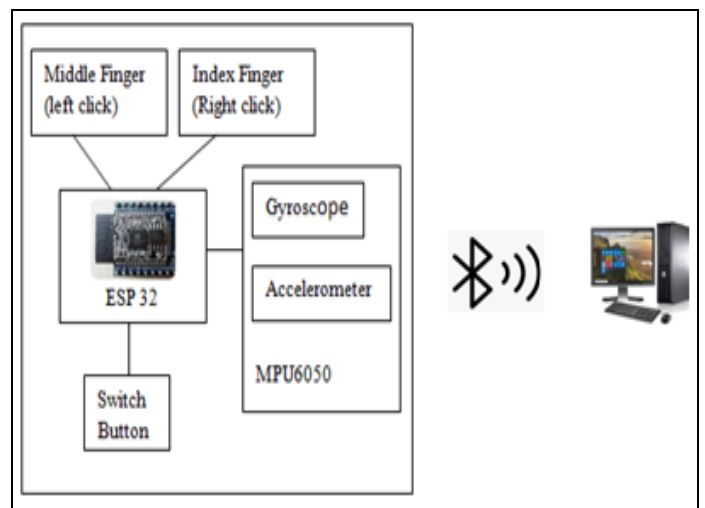 Middle Finger
(left click)
Index Finger
(Right click)
Gyroscope
ESP 32
Accelerometer
MPU6050
Switch
Button